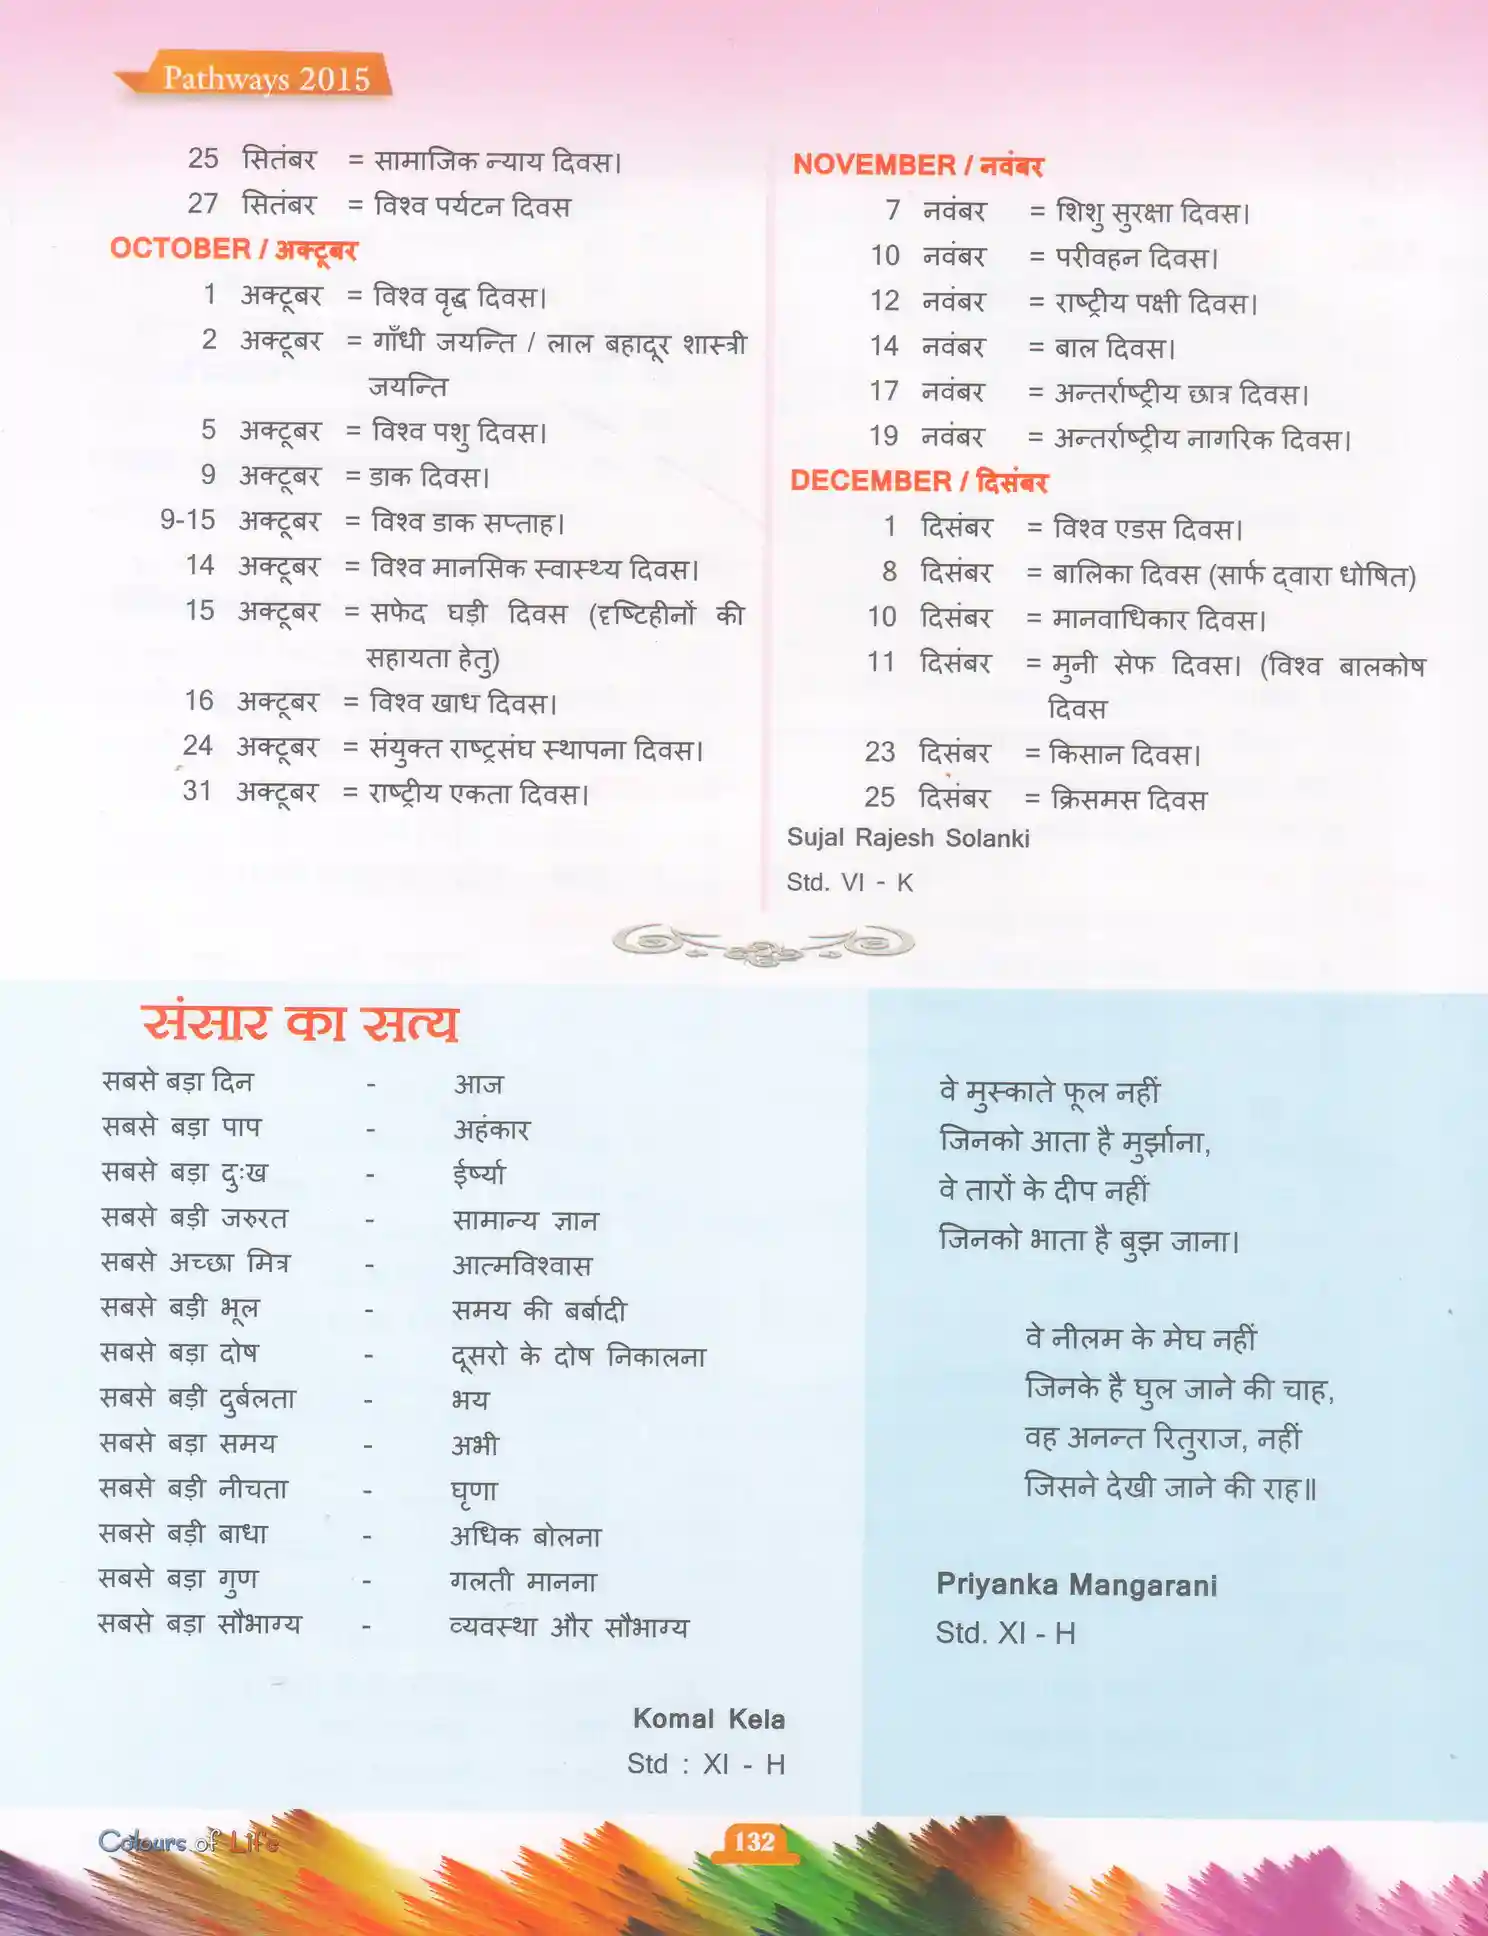 Pathways 2015
25 सितंबर = सामाजिक न्याय दिवस।
27 सितंबर = विश्व पर्यटन दिवस
OCTOBER / अक्टूबर
1 अक्टूबर = विश्व वृद्ध दिवस।
2 अक्टूबर = गाँधी जयन्ति / लाल बहादूर शास्त्री
जयन्ति
5 अक्टूबर = विश्व पशु दिवस।
9 अक्टूबर = डाक दिवस।
9-15 अक्टूबर = विश्व डाक सप्ताह।
14 अक्टूबर = विश्व मानसिक स्वास्थ्य दिवस।
15 अक्टूबर = सफेद घड़ी दिवस (दृष्टिहीनों की
सहायता हेतु)
16 अक्टूबर = विश्व खाध दिवस।
24 अक्टूबर = संयुक्त राष्ट्रसंघ स्थापना दिवस।
31 अक्टूबर = राष्ट्रीय एकता दिवस।
NOVEMBER / नवंबर
7 नवंबर = शिशु सुरक्षा दिवस।
10 नवंबर = परीवहन दिवस।
12 नवंबर = राष्ट्रीय पक्षी दिवस।
14 नवंबर = बाल दिवस।
17 नवंबर = अन्तर्राष्ट्रीय छात्र दिवस।
19 नवंबर = अन्तर्राष्ट्रीय नागरिक दिवस।
DECEMBER / दिसंबर
1 दिसंबर = विश्व एडस दिवस।
8 दिसंबर = बालिका दिवस (सार्फ द्वारा धोषित)
10 दिसंबर = मानवाधिकार दिवस।
11 दिसंबर = मुनी सेफ दिवस। (विश्व बालकोष
दिवस
23 दिसंबर = किसान दिवस।
25 दिसंबर = क्रिसमस दिवस
Sujal Rajesh Solanki
Std. VI - K
संसार का सत्य
सबसे बड़ा दिन - आज
सबसे बड़ा पाप - अहंकार
सबसे बड़ा दुःख - ईर्ष्या
सबसे बड़ी जरुरत - सामान्य ज्ञान
सबसे अच्छा मित्र - आत्मविश्वास
सबसे बड़ी भूल - समय की बर्बादी
सबसे बड़ा दोष - दूसरो के दोष निकालना
सबसे बड़ी दुर्बलता - भय
सबसे बड़ा समय - अभी
सबसे बड़ी नीचता - घृणा
सबसे बड़ी बाधा - अधिक बोलना
सबसे बड़ा गुण - गलती मानना
सबसे बड़ा सौभाग्य - व्यवस्था और सौभाग्य
Komal Kela
Std : XI - H
वे मुस्काते फूल नहीं
जिनको आता है मुर्झाना,
वे तारों के दीप नहीं
जिनको भाता है बुझ जाना।
वे नीलम के मेघ नहीं
जिनके है घुल जाने की चाह,
वह अनन्त रितुराज, नहीं
जिसने देखी जाने की राह॥
Priyanka Mangarani
Std. XI - H
Colours of Life
132